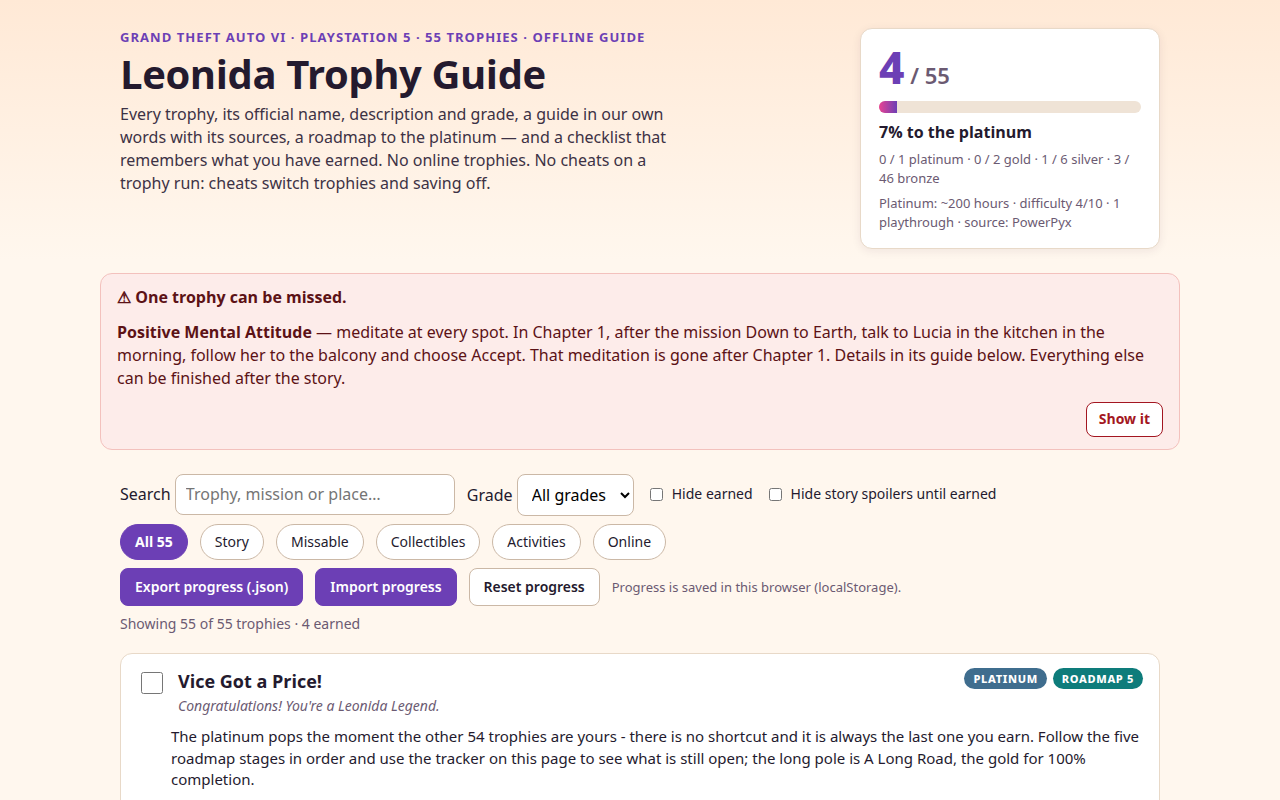 GRAND THEFT AUTO VI · PLAYSTATION 5 · 55 TROPHIES · OFFLINE GUIDE
Leonida Trophy Guide
Every trophy, its official name, description and grade, a guide in our own
words with its sources, a roadmap to the platinum — and a checklist that
remembers what you have earned. No online trophies. No cheats on a
trophy run: cheats switch trophies and saving off.
4 / 55
7% to the platinum
0 / 1 platinum · 0 / 2 gold · 1 / 6 silver · 3 /
46 bronze
Platinum: ~200 hours · difficulty 4/10 · 1
playthrough · source: PowerPyx
⚠ One trophy can be missed.
Positive Mental Attitude — meditate at every spot. In Chapter 1, after the mission Down to Earth, talk to Lucia in the kitchen in the
morning, follow her to the balcony and choose Accept. That meditation is gone after Chapter 1. Details in its guide below. Everything else
can be finished after the story.
Show it
Search Trophy, mission or place... Grade All grades Hide earned Hide story spoilers until earned
All 55 Story Missable Collectibles Activities Online
Export progress (.json) Import progress Reset progress Progress is saved in this browser (localStorage).
Showing 55 of 55 trophies · 4 earned
Vice Got a Price! PLATINUM ROADMAP 5
Congratulations! You're a Leonida Legend.
The platinum pops the moment the other 54 trophies are yours - there is no shortcut and it is always the last one you earn. Follow the five
roadmap stages in order and use the tracker on this page to see what is still open; the long pole is A Long Road, the gold for 100%
completion.